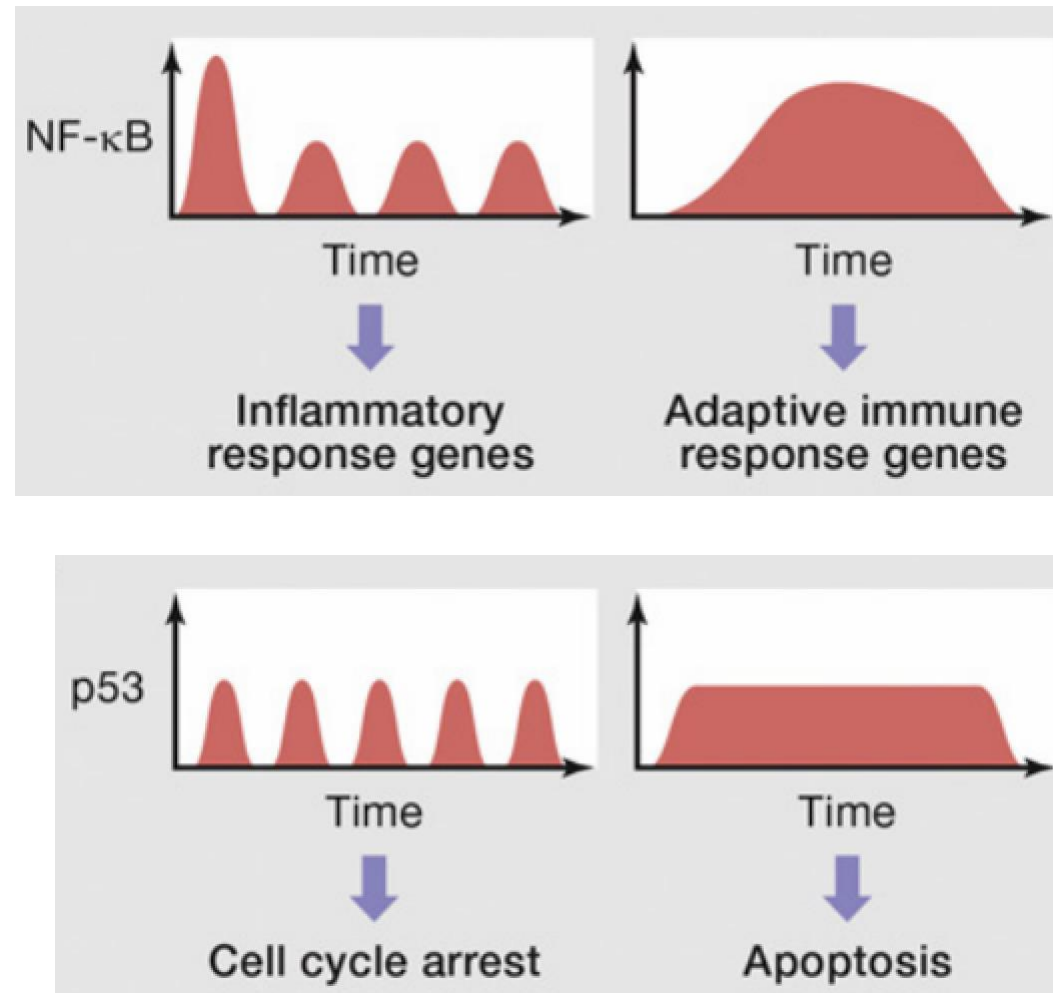 NF-κB
Time
Time
Inflammatory
response genes
Adaptive immune
response genes
p53
Time
Time
Cell cycle arrest
Apoptosis